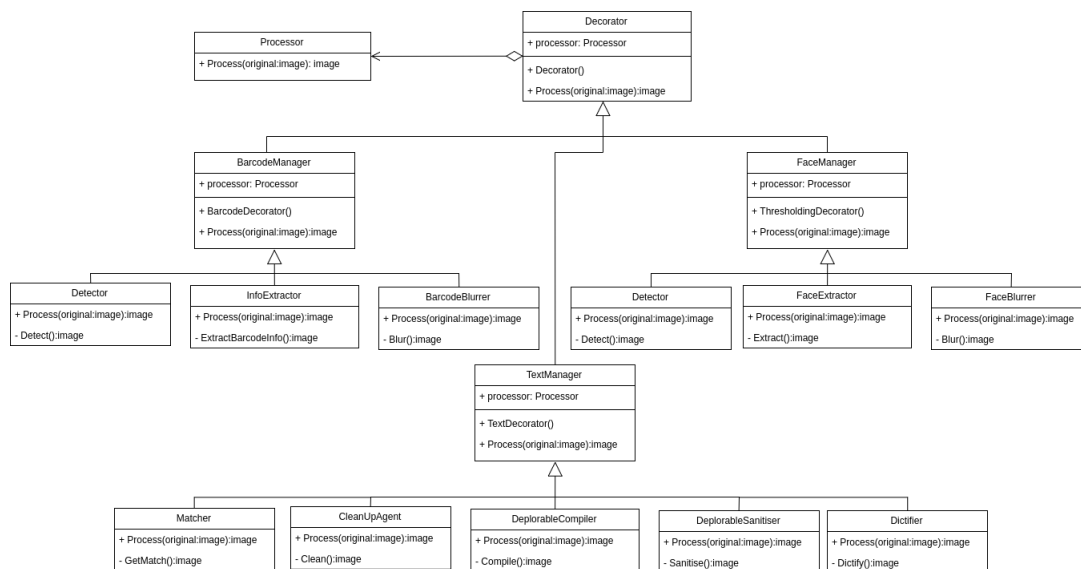 Decorator
+ processor: Processor
+ Decorator()
+ Process(original:image):image
Processor
+ Process(original:image): image
BarcodeManager
+ processor: Processor
+ BarcodeDecorator()
+ Process(original:image):image
FaceManager
+ processor: Processor
+ ThresholdingDecorator()
+ Process(original:image):image
Detector
+ Process(original:image):image
- Detect():image
InfoExtractor
+ Process(original:image):image
- ExtractBarcodeInfo():image
BarcodeBlurrer
+ Process(original:image):image
- Blur():image
Detector
+ Process(original:image):image
- Detect():image
FaceExtractor
+ Process(original:image):image
- Extract():image
FaceBlurrer
+ Process(original:image):image
- Blur():image
TextManager
+ processor: Processor
+ TextDecorator()
+ Process(original:image):image
Matcher
+ Process(original:image):image
- GetMatch():image
CleanUpAgent
+ Process(original:image):image
- Clean():image
DeplorableCompiler
+ Process(original:image):image
- Compile():image
DeplorableSanitiser
+ Process(original:image):image
- Sanitise():image
Dictifier
+ Process(original:image):image
- Dictify():image